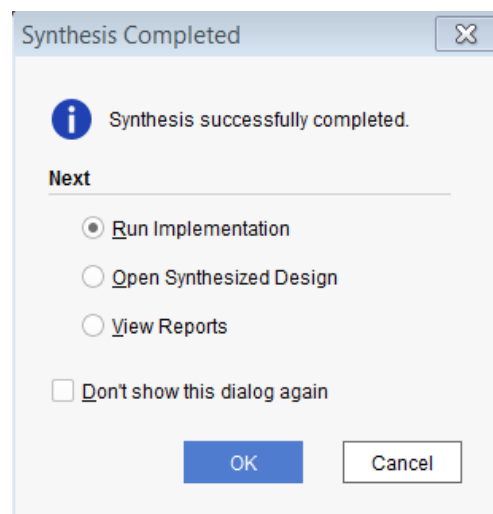 Synthesis Completed
Synthesis successfully completed.
Next
Run Implementation
Open Synthesized Design
View Reports
Don't show this dialog again
OK Cancel